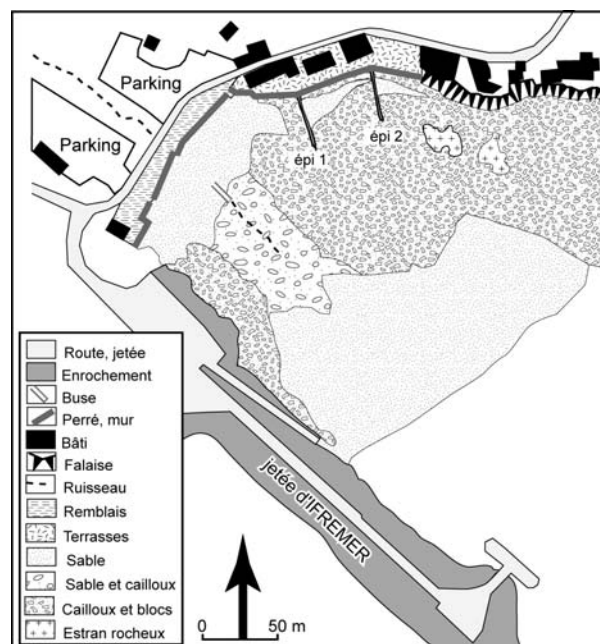 Parking
Parking
épi 1
épi 2
Route, jetée
Enrochement
Buse
Perré, mur
Bâti
Falaise
Ruisseau
Remblais
Terrasses
Sable
Sable et cailloux
Cailloux et blocs
Estran rocheux
jetée d'IFREMER
0 50 m